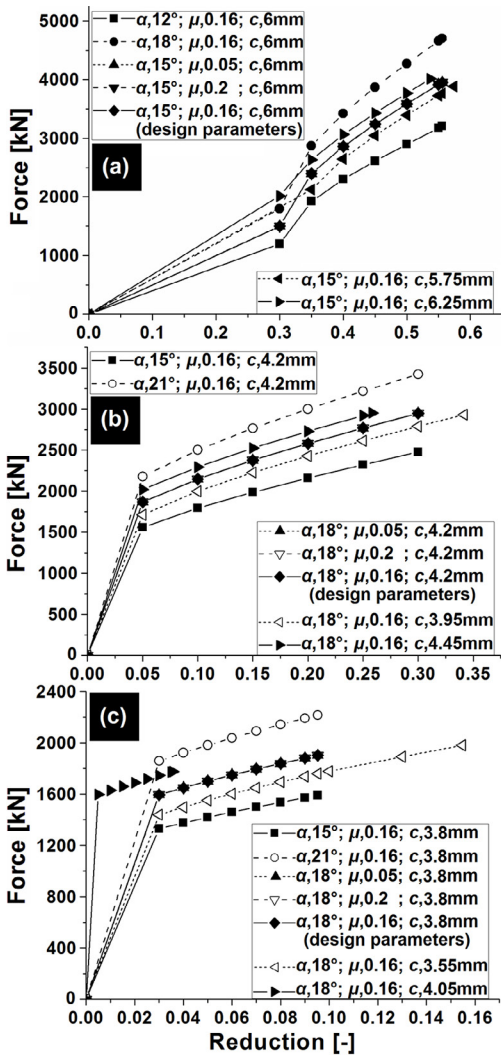 α,12°; μ,0.16; c,6mm
α,18°; μ,0.16; c,6mm
α,15°; μ,0.05; c,6mm
α,15°; μ,0.2 ; c,6mm
α,15°; μ,0.16; c,6mm
(design parameters)
(a)
α,15°; μ,0.16; c,5.75mm
α,15°; μ,0.16; c,6.25mm
Force [kN]
5000
4000
3000
2000
1000
0
0.0 0.1 0.2 0.3 0.4 0.5 0.6
α,15°; μ,0.16; c,4.2mm
α,21°; μ,0.16; c,4.2mm
(b)
α,18°; μ,0.05; c,4.2mm
α,18°; μ,0.2 ; c,4.2mm
α,18°; μ,0.16; c,4.2mm
(design parameters)
α,18°; μ,0.16; c,3.95mm
α,18°; μ,0.16; c,4.45mm
Force [kN]
3500
3000
2500
2000
1500
1000
500
0
0.00 0.05 0.10 0.15 0.20 0.25 0.30 0.35
(c)
α,15°; μ,0.16; c,3.8mm
α,21°; μ,0.16; c,3.8mm
α,18°; μ,0.05; c,3.8mm
α,18°; μ,0.2 ; c,3.8mm
α,18°; μ,0.16; c,3.8mm
(design parameters)
α,18°; μ,0.16; c,3.55mm
α,18°; μ,0.16; c,4.05mm
Force [kN]
2400
2000
1600
1200
800
400
0
0.00 0.02 0.04 0.06 0.08 0.10 0.12 0.14 0.16
Reduction [-]